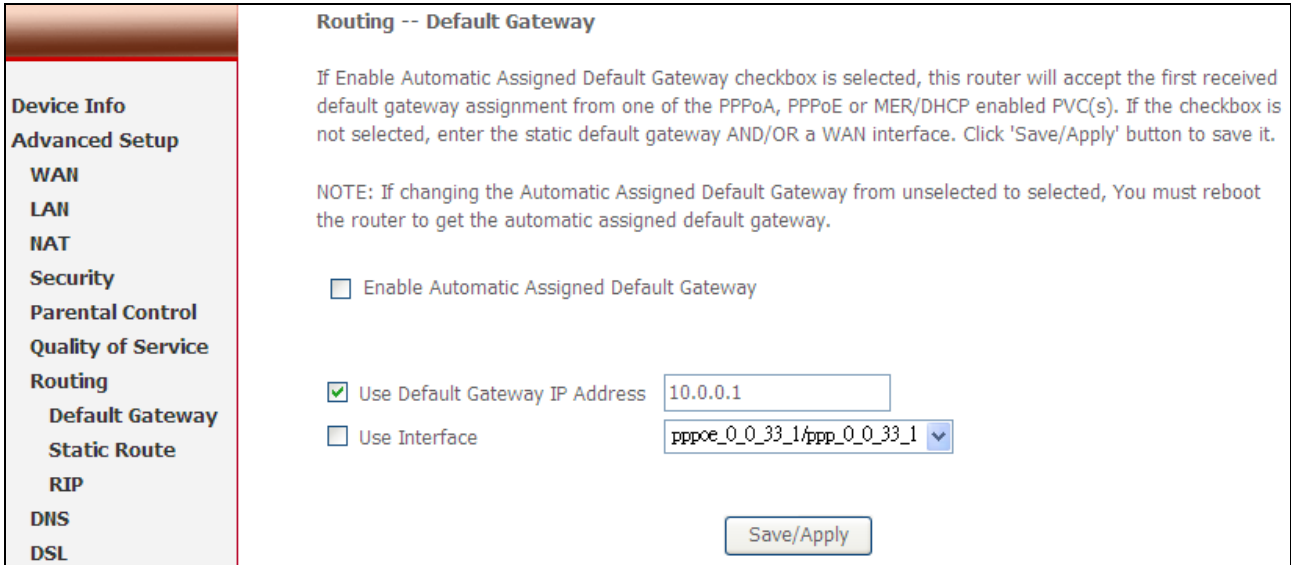 Routing -- Default Gateway
If Enable Automatic Assigned Default Gateway checkbox is selected, this router will accept the first received
default gateway assignment from one of the PPPoA, PPPoE or MER/DHCP enabled PVC(s). If the checkbox is
not selected, enter the static default gateway AND/OR a WAN interface. Click 'Save/Apply' button to save it.
NOTE: If changing the Automatic Assigned Default Gateway from unselected to selected, You must reboot
the router to get the automatic assigned default gateway.
Enable Automatic Assigned Default Gateway
Use Default Gateway IP Address 10.0.0.1
Use Interface pppoe_0_0_33_1/ppp_0_0_33_1
Save/Apply
Device Info
Advanced Setup
WAN
LAN
NAT
Security
Parental Control
Quality of Service
Routing
Default Gateway
Static Route
RIP
DNS
DSL